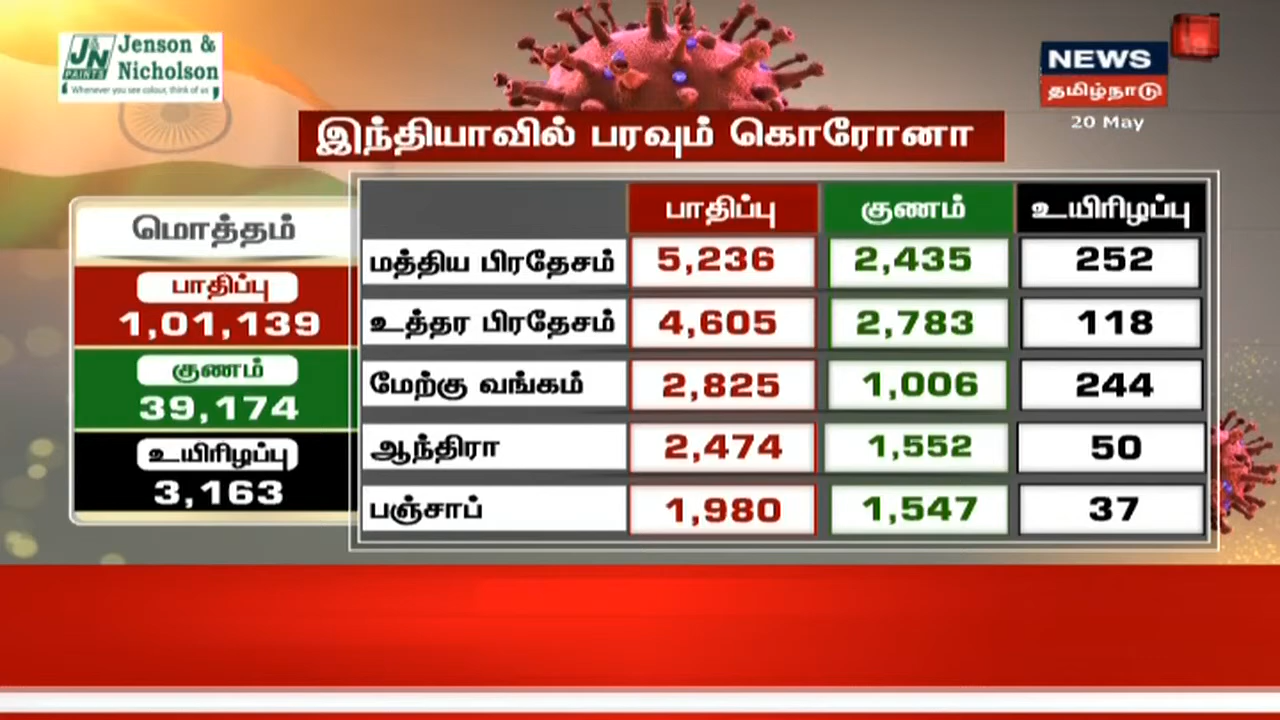 Jenson &
Nicholson
JN
PAINTS
Whenever you see colour, think of us
NEWS
தமிழ்நாடு
20 May
இந்தியாவில் பரவும் கொரோனா
மொத்தம்
பாதிப்பு
1,01,139
குணம்
39,174
உயிரிழப்பு
3,163
பாதிப்பு குணம் உயிரிழப்பு
மத்திய பிரதேசம் 5,236 2,435 252
உத்தர பிரதேசம் 4,605 2,783 118
மேற்கு வங்கம் 2,825 1,006 244
ஆந்திரா 2,474 1,552 50
பஞ்சாப் 1,980 1,547 37